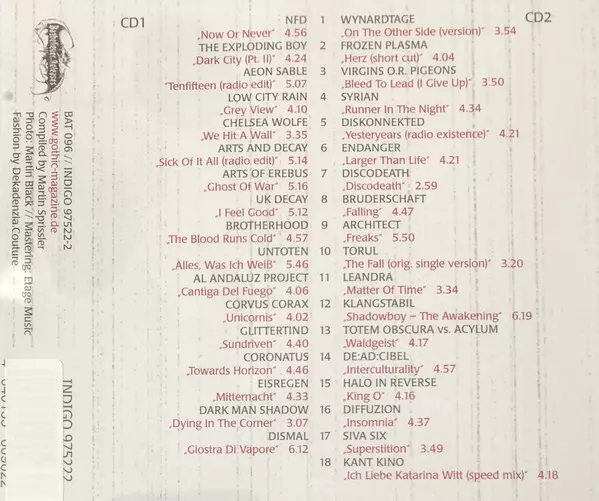 CD1
NFD 1
„Now Or Never“ 4.56
THE EXPLODING BOY 2
„Dark City (Pt. II)“ 4.24
AEON SABLE 3
„Tenfifteen (radio edit)“ 5.07
LOW CITY RAIN 4
„Grey View“ 4.10
CHELSEA WOLFE 5
„We Hit A Wall“ 3.35
ARTS AND DECAY 6
„Sick Of It All (radio edit)“ 5.14
ARTS OF EREBUS 7
„Ghost Of War“ 5.16
UK DECAY 8
„I Feel Good“ 5.12
BROTHERHOOD 9
„The Blood Runs Cold“ 4.57
UNTOTEN 10
„Alles, Was Ich Weiß“ 5.46
AL ANDALUZ PROJECT 11
„Cantiga Del Fuego“ 4.06
CORVUS CORAX 12
„Unicornis“ 4.02
GLITTERTIND 13
„Sundriven“ 4.40
CORONATUS 14
„Towards Horizon“ 4.46
EISREGEN 15
„Mitternacht“ 4.33
DARK MAN SHADOW 16
„Dying In The Corner“ 3.07
DISMAL 17
„Giostra Di Vapore“ 6.12
18
CD2
WYNARDTAGE
„On The Other Side (version)“ 3.54
FROZEN PLASMA
„Herz (short cut)“ 4.04
VIRGINS O.R. PIGEONS
„Bleed To Lead (I Give Up)“ 3.50
SYRIAN
„Runner In The Night“ 4.34
DISKONNEKTED
„Yesteryears (radio existence)“ 4.21
ENDANGER
„Larger Than Life“ 4.21
DISCODEATH
„Discodeath“ 2.59
BRUDERSCHAFT
„Falling“ 4.47
ARCHITECT
„Freaks“ 5.50
TORUL
„The Fall (orig. single version)“ 3.20
LEANDRA
„Matter Of Time“ 3.34
KLANGSTABIL
„Shadowboy – The Awakening“ 6.19
TOTEM OBSCURA vs. ACYLUM
„Waldgeist“ 4.17
DE:AD:CIBEL
„Interculturality“ 4.57
HALO IN REVERSE
„King O“ 4.16
DIFFUZION
„Insomnia“ 4.37
SIVA SIX
„Superstition“ 3.49
KANT KINO
„Ich Liebe Katarina Witt (speed mix)“ 4.18
BAT 096 // INDIGO 97522-2
www.gothic-magazine.de
Compiled by Martin Sprissler
Photo: Martin Black // Mastering: Etage Music
Fashion by Dekadenzia.Couture
INDIGO 975222